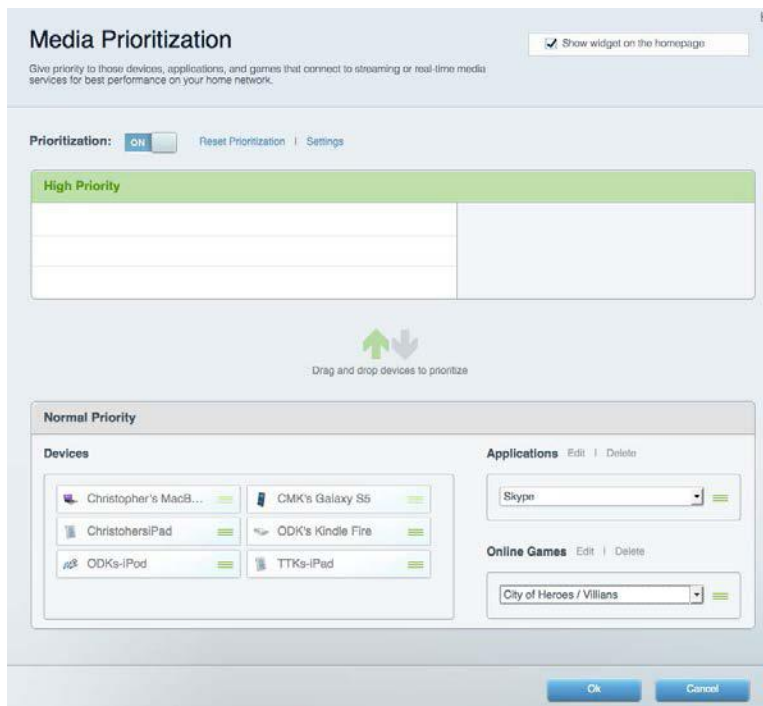 Media Prioritization
Show widget on the homepage
Give priority to those devices, applications, and games that connect to streaming or real-time media
services for best performance on your home network.
Prioritization: ON Reset Prioritization | Settings
High Priority
Drag and drop devices to prioritize
Normal Priority
Devices
Christopher's MacB...
CMK's Galaxy S5
ChristohersiPad
ODK's Kindle Fire
ODKs-iPod
TTKs-iPad
Applications Edit | Delete
Skype
Online Games Edit | Delete
City of Heroes / Villians
Ok
Cancel